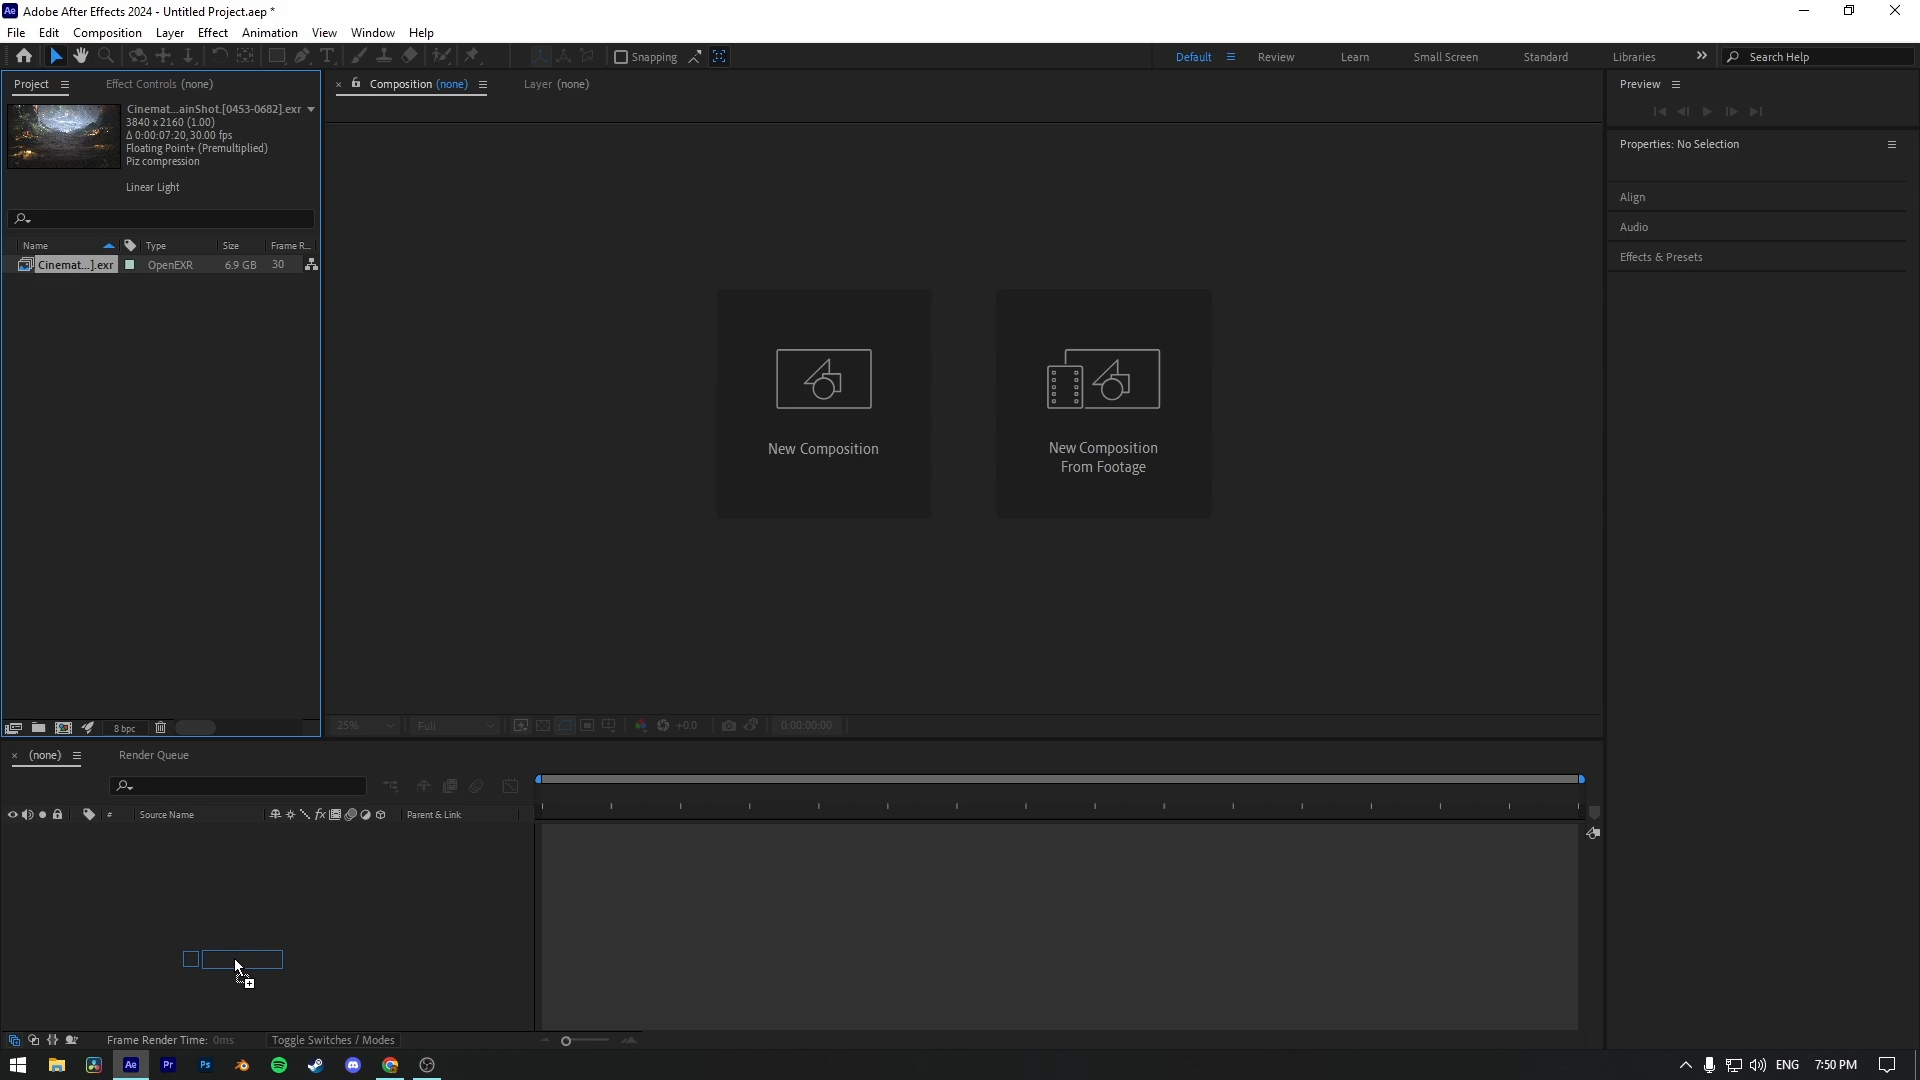 Ae Adobe After Effects 2024 - Untitled Project.aep *
File Edit Composition Layer Effect Animation View Window Help
Snapping
Default Review Learn Small Screen Standard Libraries Search Help
Project Effect Controls (none)
Composition (none) Layer (none)
Preview
Cinemat...ainShot.[0453-0682].exr
3840 x 2160 (1.00)
Δ 0:00:07:20, 30.00 fps
Floating Point+ (Premultiplied)
Piz compression
Linear Light
Properties: No Selection
Align
Audio
Effects & Presets
Name Type Size Frame R...
Cinemat...].exr OpenEXR 6.9 GB 30
New Composition
New Composition
From Footage
8 bpc
25% Full +0.0 0:00:00:00
(none) Render Queue
# Source Name fx Parent & Link
Frame Render Time: 0ms Toggle Switches / Modes
Ae Pr Ps ENG 7:50 PM